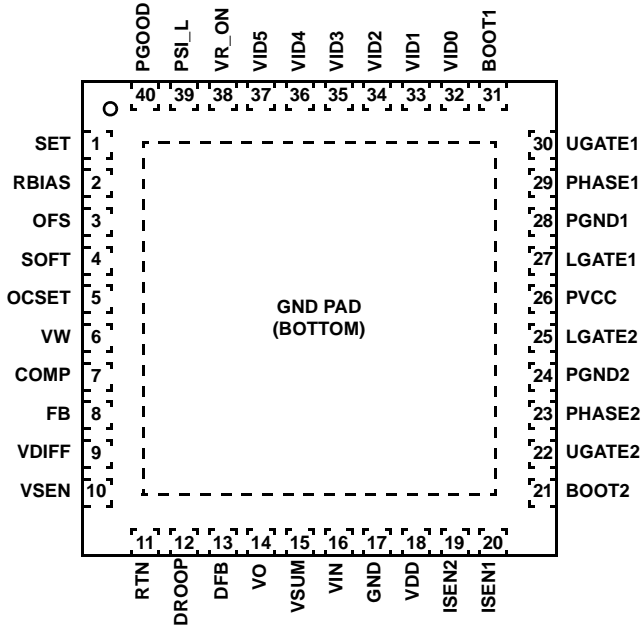 PGOOD
PSI_L
VR_ON
VID5
VID4
VID3
VID2
VID1
VID0
BOOT1
40 39 38 37 36 35 34 33 32 31
SET 1
RBIAS 2
OFS 3
SOFT 4
OCSET 5
VW 6
COMP 7
FB 8
VDIFF 9
VSEN 10
GND PAD
(BOTTOM)
30 UGATE1
29 PHASE1
28 PGND1
27 LGATE1
26 PVCC
25 LGATE2
24 PGND2
23 PHASE2
22 UGATE2
21 BOOT2
11 12 13 14 15 16 17 18 19 20
RTN
DROOP
DFB
VO
VSUM
VIN
GND
VDD
ISEN2
ISEN1